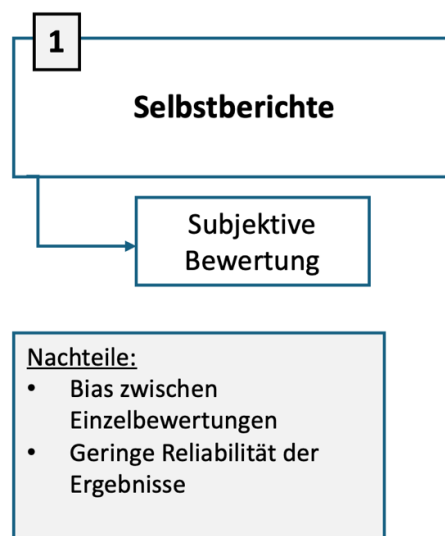 1
Selbstberichte
Subjektive
Bewertung
Nachteile:
• Bias zwischen
Einzelbewertungen
• Geringe Reliabilität der
Ergebnisse